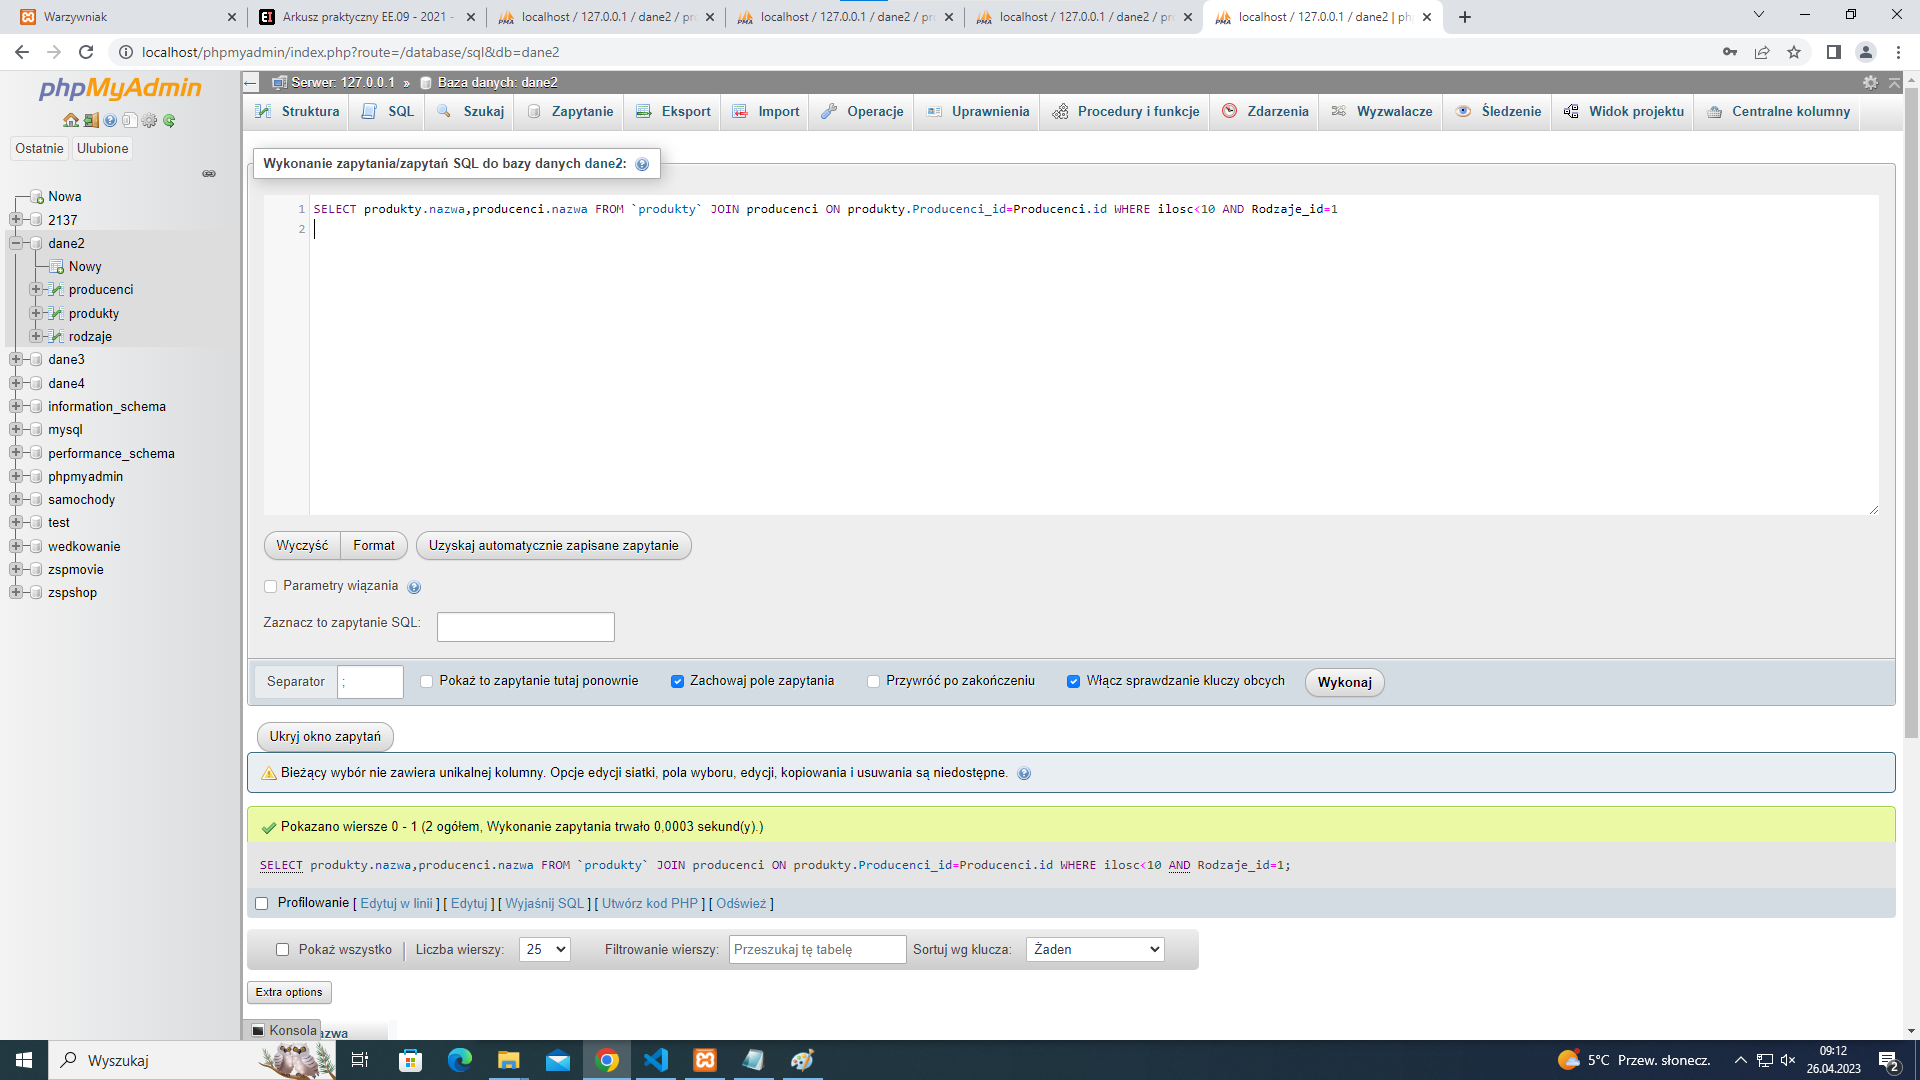 Warzywniak
Arkusz praktyczny EE.09 - 2021 -
localhost / 127.0.0.1 / dane2 / pro
localhost / 127.0.0.1 / dane2 / pro
localhost / 127.0.0.1 / dane2 / pro
localhost / 127.0.0.1 / dane2 | ph
localhost/phpmyadmin/index.php?route=/database/sql&db=dane2
phpMyAdmin
Ostatnie
Ulubione
Nowa
2137
dane2
Nowy
producenci
produkty
rodzaje
dane3
dane4
information_schema
mysql
performance_schema
phpmyadmin
samochody
test
wedkowanie
zspmovie
zspshop
Serwer: 127.0.0.1 » Baza danych: dane2
Struktura
SQL
Szukaj
Zapytanie
Eksport
Import
Operacje
Uprawnienia
Procedury i funkcje
Zdarzenia
Wyzwalacze
Śledzenie
Widok projektu
Centralne kolumny
Wykonanie zapytania/zapytań SQL do bazy danych dane2:
1 SELECT produkty.nazwa,producenci.nazwa FROM `produkty` JOIN producenci ON produkty.Producenci_id=Producenci.id WHERE ilosc<10 AND Rodzaje_id=1
2
Wyczyść
Format
Uzyskaj automatycznie zapisane zapytanie
Parametry wiązania
Zaznacz to zapytanie SQL:
Separator
;
Pokaż to zapytanie tutaj ponownie
Zachowaj pole zapytania
Przywróć po zakończeniu
Włącz sprawdzanie kluczy obcych
Wykonaj
Ukryj okno zapytań
Bieżący wybór nie zawiera unikalnej kolumny. Opcje edycji siatki, pola wyboru, edycji, kopiowania i usuwania są niedostępne.
Pokazano wiersze 0 - 1 (2 ogółem, Wykonanie zapytania trwało 0,0003 sekund(y).)
SELECT produkty.nazwa,producenci.nazwa FROM `produkty` JOIN producenci ON produkty.Producenci_id=Producenci.id WHERE ilosc<10 AND Rodzaje_id=1;
Profilowanie [ Edytuj w linii ] [ Edytuj ] [ Wyjaśnij SQL ] [ Utwórz kod PHP ] [ Odśwież ]
Pokaż wszystko
Liczba wierszy:
25
Filtrowanie wierszy:
Przeszukaj tę tabelę
Sortuj wg klucza:
Żaden
Extra options
Konsola
azwa
Wyszukaj
5°C Przew. słonecz.
09:12
26.04.2023
2